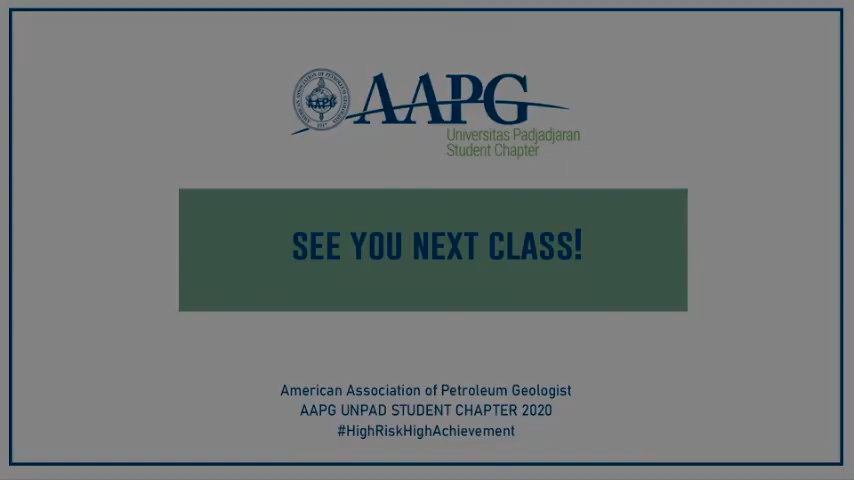 AAPG
Universitas Padjadjaran
Student Chapter
SEE YOU NEXT CLASS!
American Association of Petroleum Geologist
AAPG UNPAD STUDENT CHAPTER 2020
#HighRiskHighAchievement